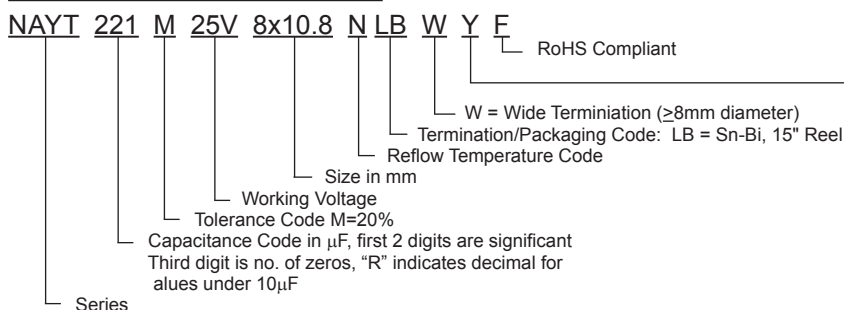 NAYT 221 M 25V 8x10.8 N LB W Y F
RoHS Compliant
W = Wide Terminiation (≥8mm diameter)
Termination/Packaging Code: LB = Sn-Bi, 15" Reel
Reflow Temperature Code
Size in mm
Working Voltage
Tolerance Code M=20%
Capacitance Code in μF, first 2 digits are significant
Third digit is no. of zeros, “R” indicates decimal for
alues under 10μF
Series